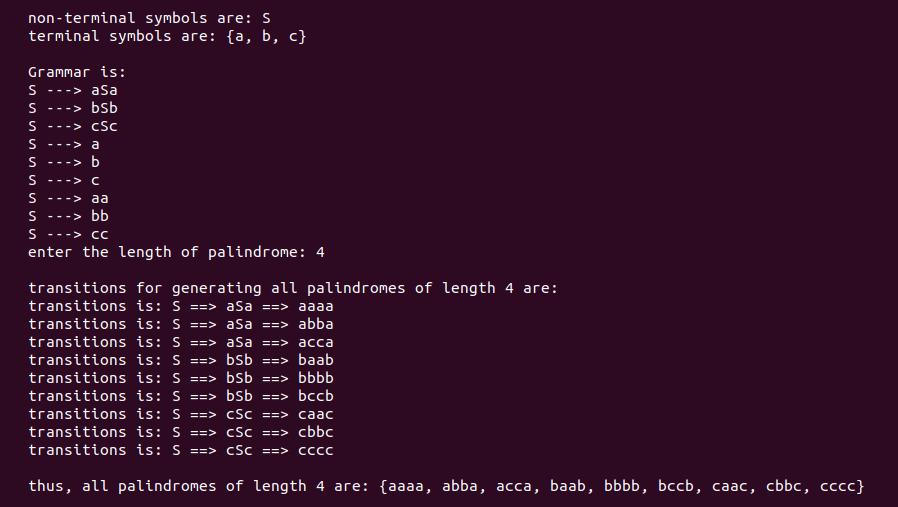 non-terminal symbols are: S
terminal symbols are: {a, b, c}
Grammar is:
S ---> aSa
S ---> bSb
S ---> cSc
S ---> a
S ---> b
S ---> c
S ---> aa
S ---> bb
S ---> cc
enter the length of palindrome: 4
transitions for generating all palindromes of length 4 are:
transitions is: S ==> aSa ==> aaaa
transitions is: S ==> aSa ==> abba
transitions is: S ==> aSa ==> acca
transitions is: S ==> bSb ==> baab
transitions is: S ==> bSb ==> bbbb
transitions is: S ==> bSb ==> bccb
transitions is: S ==> cSc ==> caac
transitions is: S ==> cSc ==> cbbc
transitions is: S ==> cSc ==> cccc
thus, all palindromes of length 4 are: {aaaa, abba, acca, baab, bbbb, bccb, caac, cbbc, cccc}